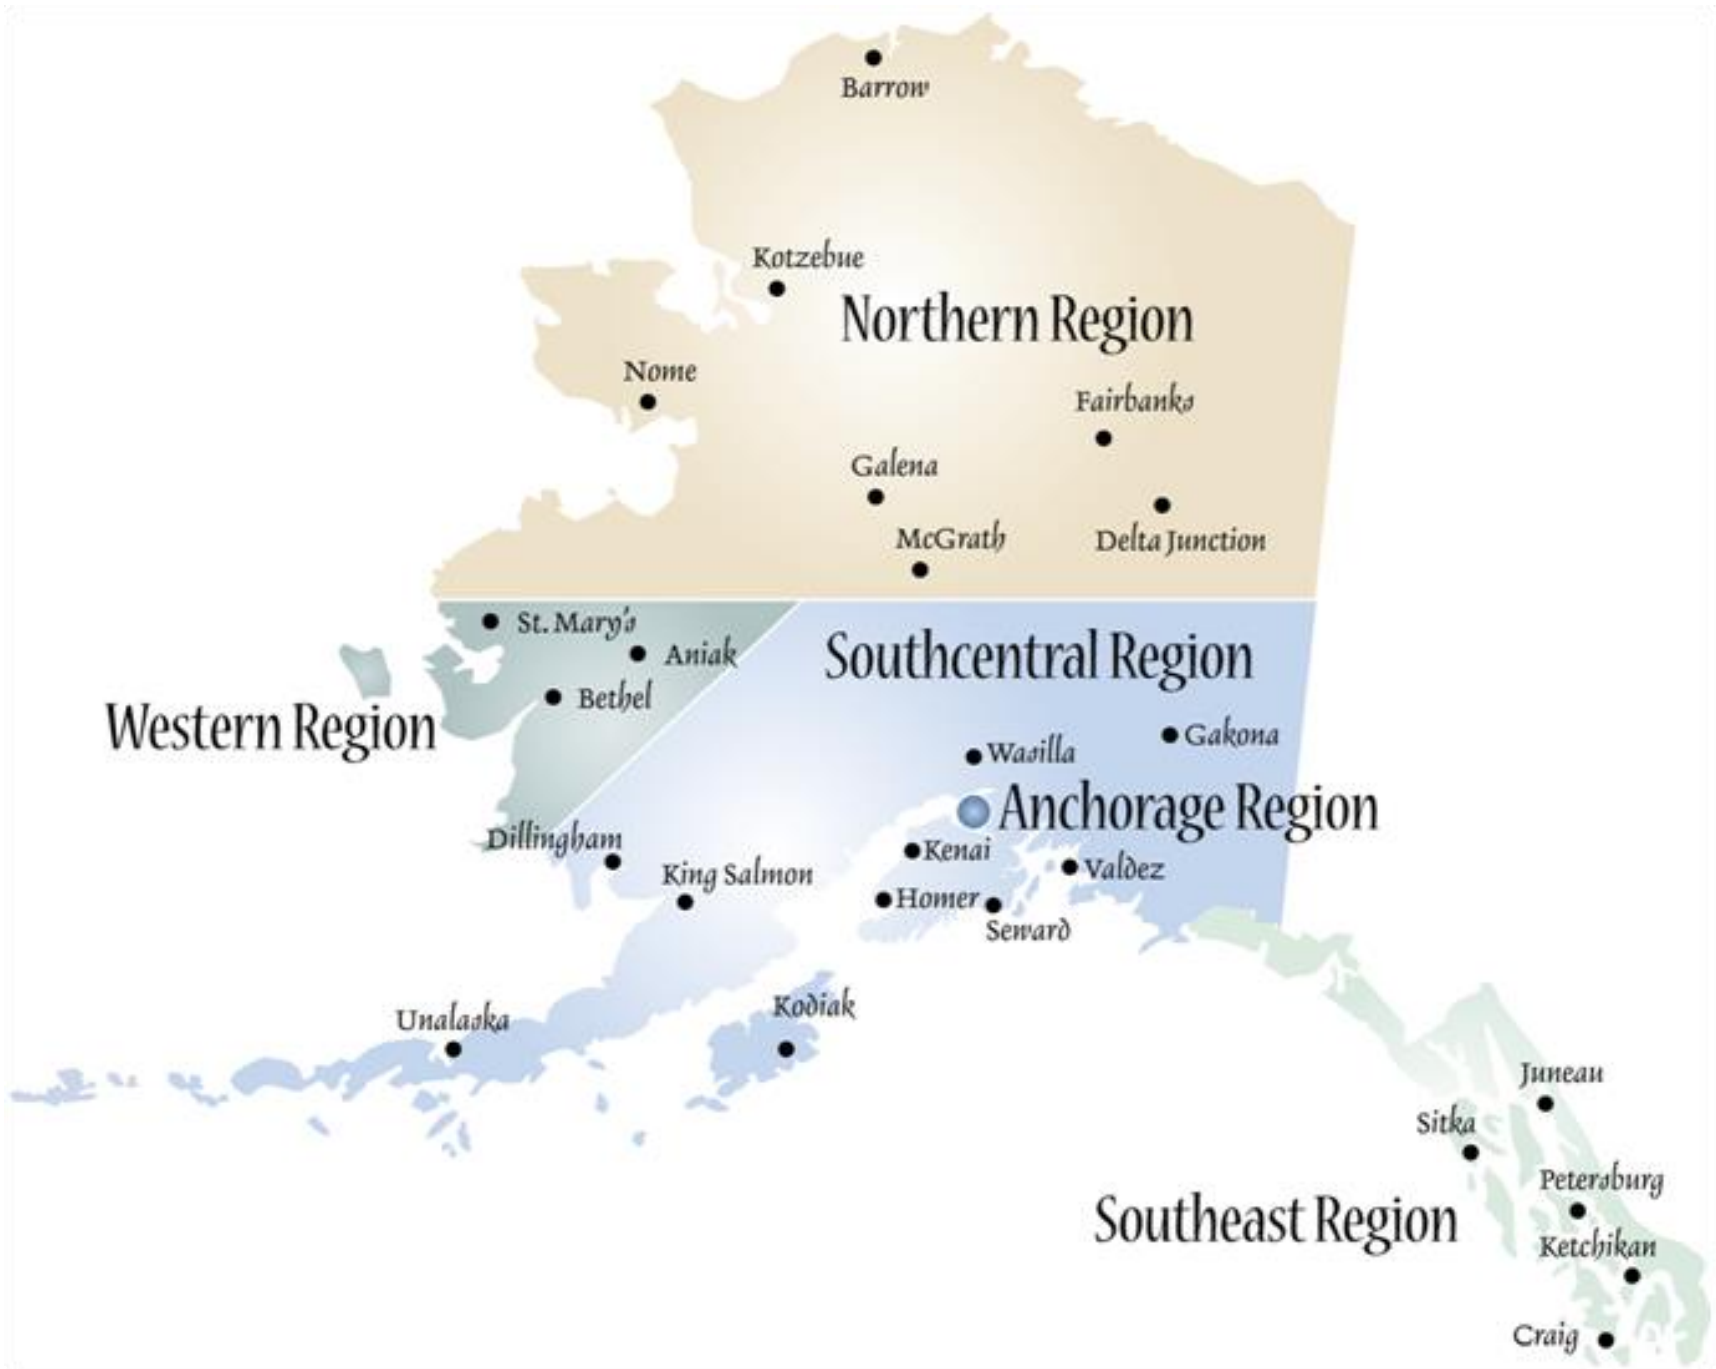 Barrow
Kotzebue
Northern Region
Nome
Fairbanks
Galena
McGrath
Delta Junction
St. Mary's
Aniak
Southcentral Region
Bethel
Western Region
Gakona
Wasilla
Anchorage Region
Dillingham
Kenai
Valdez
King Salmon
Homer
Seward
Kodiak
Unalaska
Juneau
Sitka
Petersburg
Southeast Region
Ketchikan
Craig